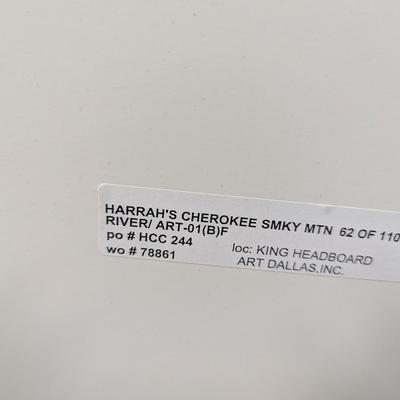 HARRAH'S CHEROKEE SMKY MTN 62 OF 110
RIVER/ ART-01(B)F
po # HCC 244
loc: KING HEADBOARD
wo # 78861
ART DALLAS,INC.